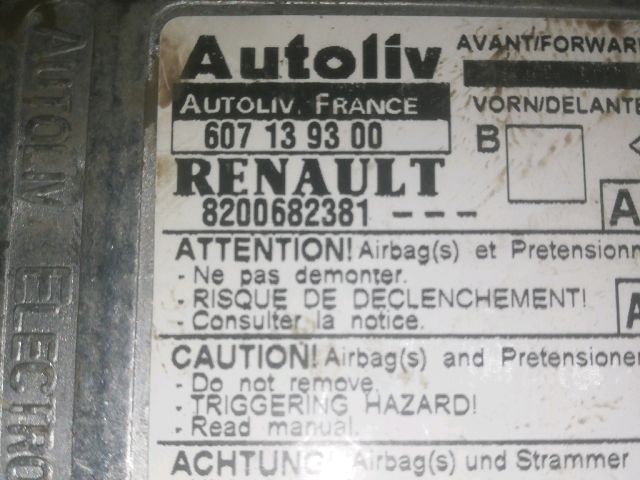 Autoliv
AVANT/FORWAR
AUTOLIV, FRANCE
VORN/DELANTE
607 13 93 00
B
RENAULT
8200682381 ---
A
ATTENTION! Airbag(s) et Pretensionn
- Ne pas demonter.
- RISQUE DE DECLENCHEMENT!
A
- Consulter la notice.
CAUTION! Airbag(s) and Pretensioner
- Do not remove.
- TRIGGERING HAZARD!
- Read manual.
ACHTUNG! Airbag(s) und Strammer
AUTOLIV ELECTRO